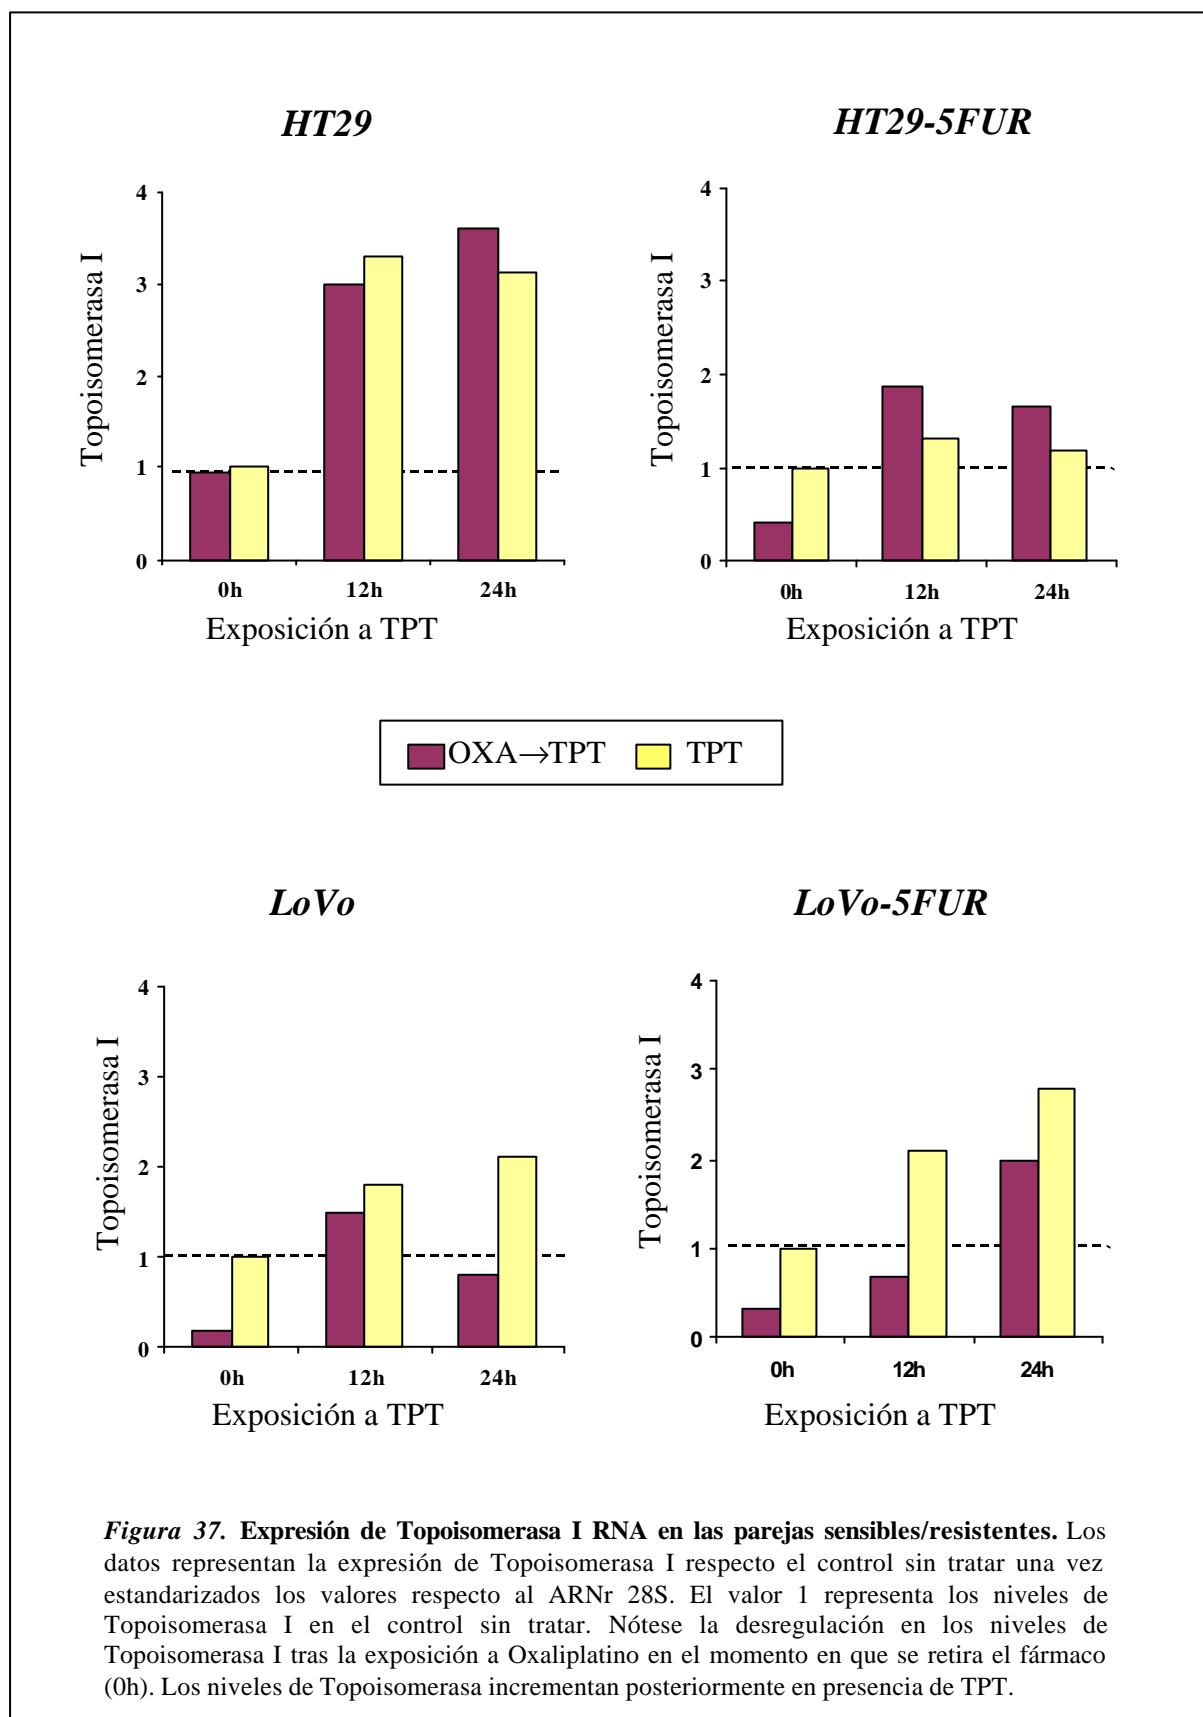 HT29
4
3
2
1
0
Topoisomerasa I
0h 12h 24h
Exposición a TPT
HT29-5FUR
4
3
2
1
0
Topoisomerasa I
0h 12h 24h
Exposición a TPT
OXA→TPT TPT
LoVo
4
3
2
1
0
Topoisomerasa I
0h 12h 24h
Exposición a TPT
LoVo-5FUR
4
3
2
1
0
Topoisomerasa I
0h 12h 24h
Exposición a TPT
Figura 37. Expresión de Topoisomerasa I RNA en las parejas sensibles/resistentes. Los
datos representan la expresión de Topoisomerasa I respecto el control sin tratar una vez
estandarizados los valores respecto al ARNr 28S. El valor 1 representa los niveles de
Topoisomerasa I en el control sin tratar. Nótese la desregulación en los niveles de
Topoisomerasa I tras la exposición a Oxaliplatino en el momento en que se retira el fármaco
(0h). Los niveles de Topoisomerasa incrementan posteriormente en presencia de TPT.